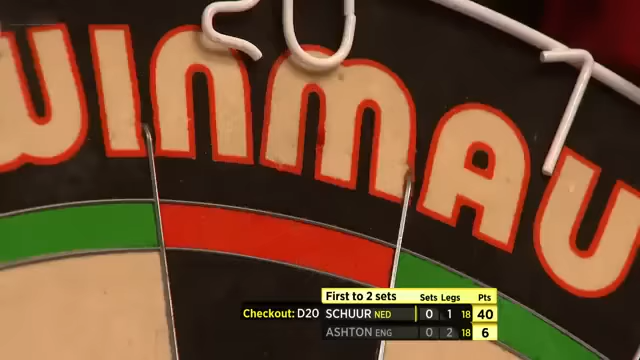 20
1
WINMAU
First to 2 sets Sets Legs Pts
Checkout: D20 SCHUUR NED 0 1 18 40
ASHTON ENG 0 2 18 6